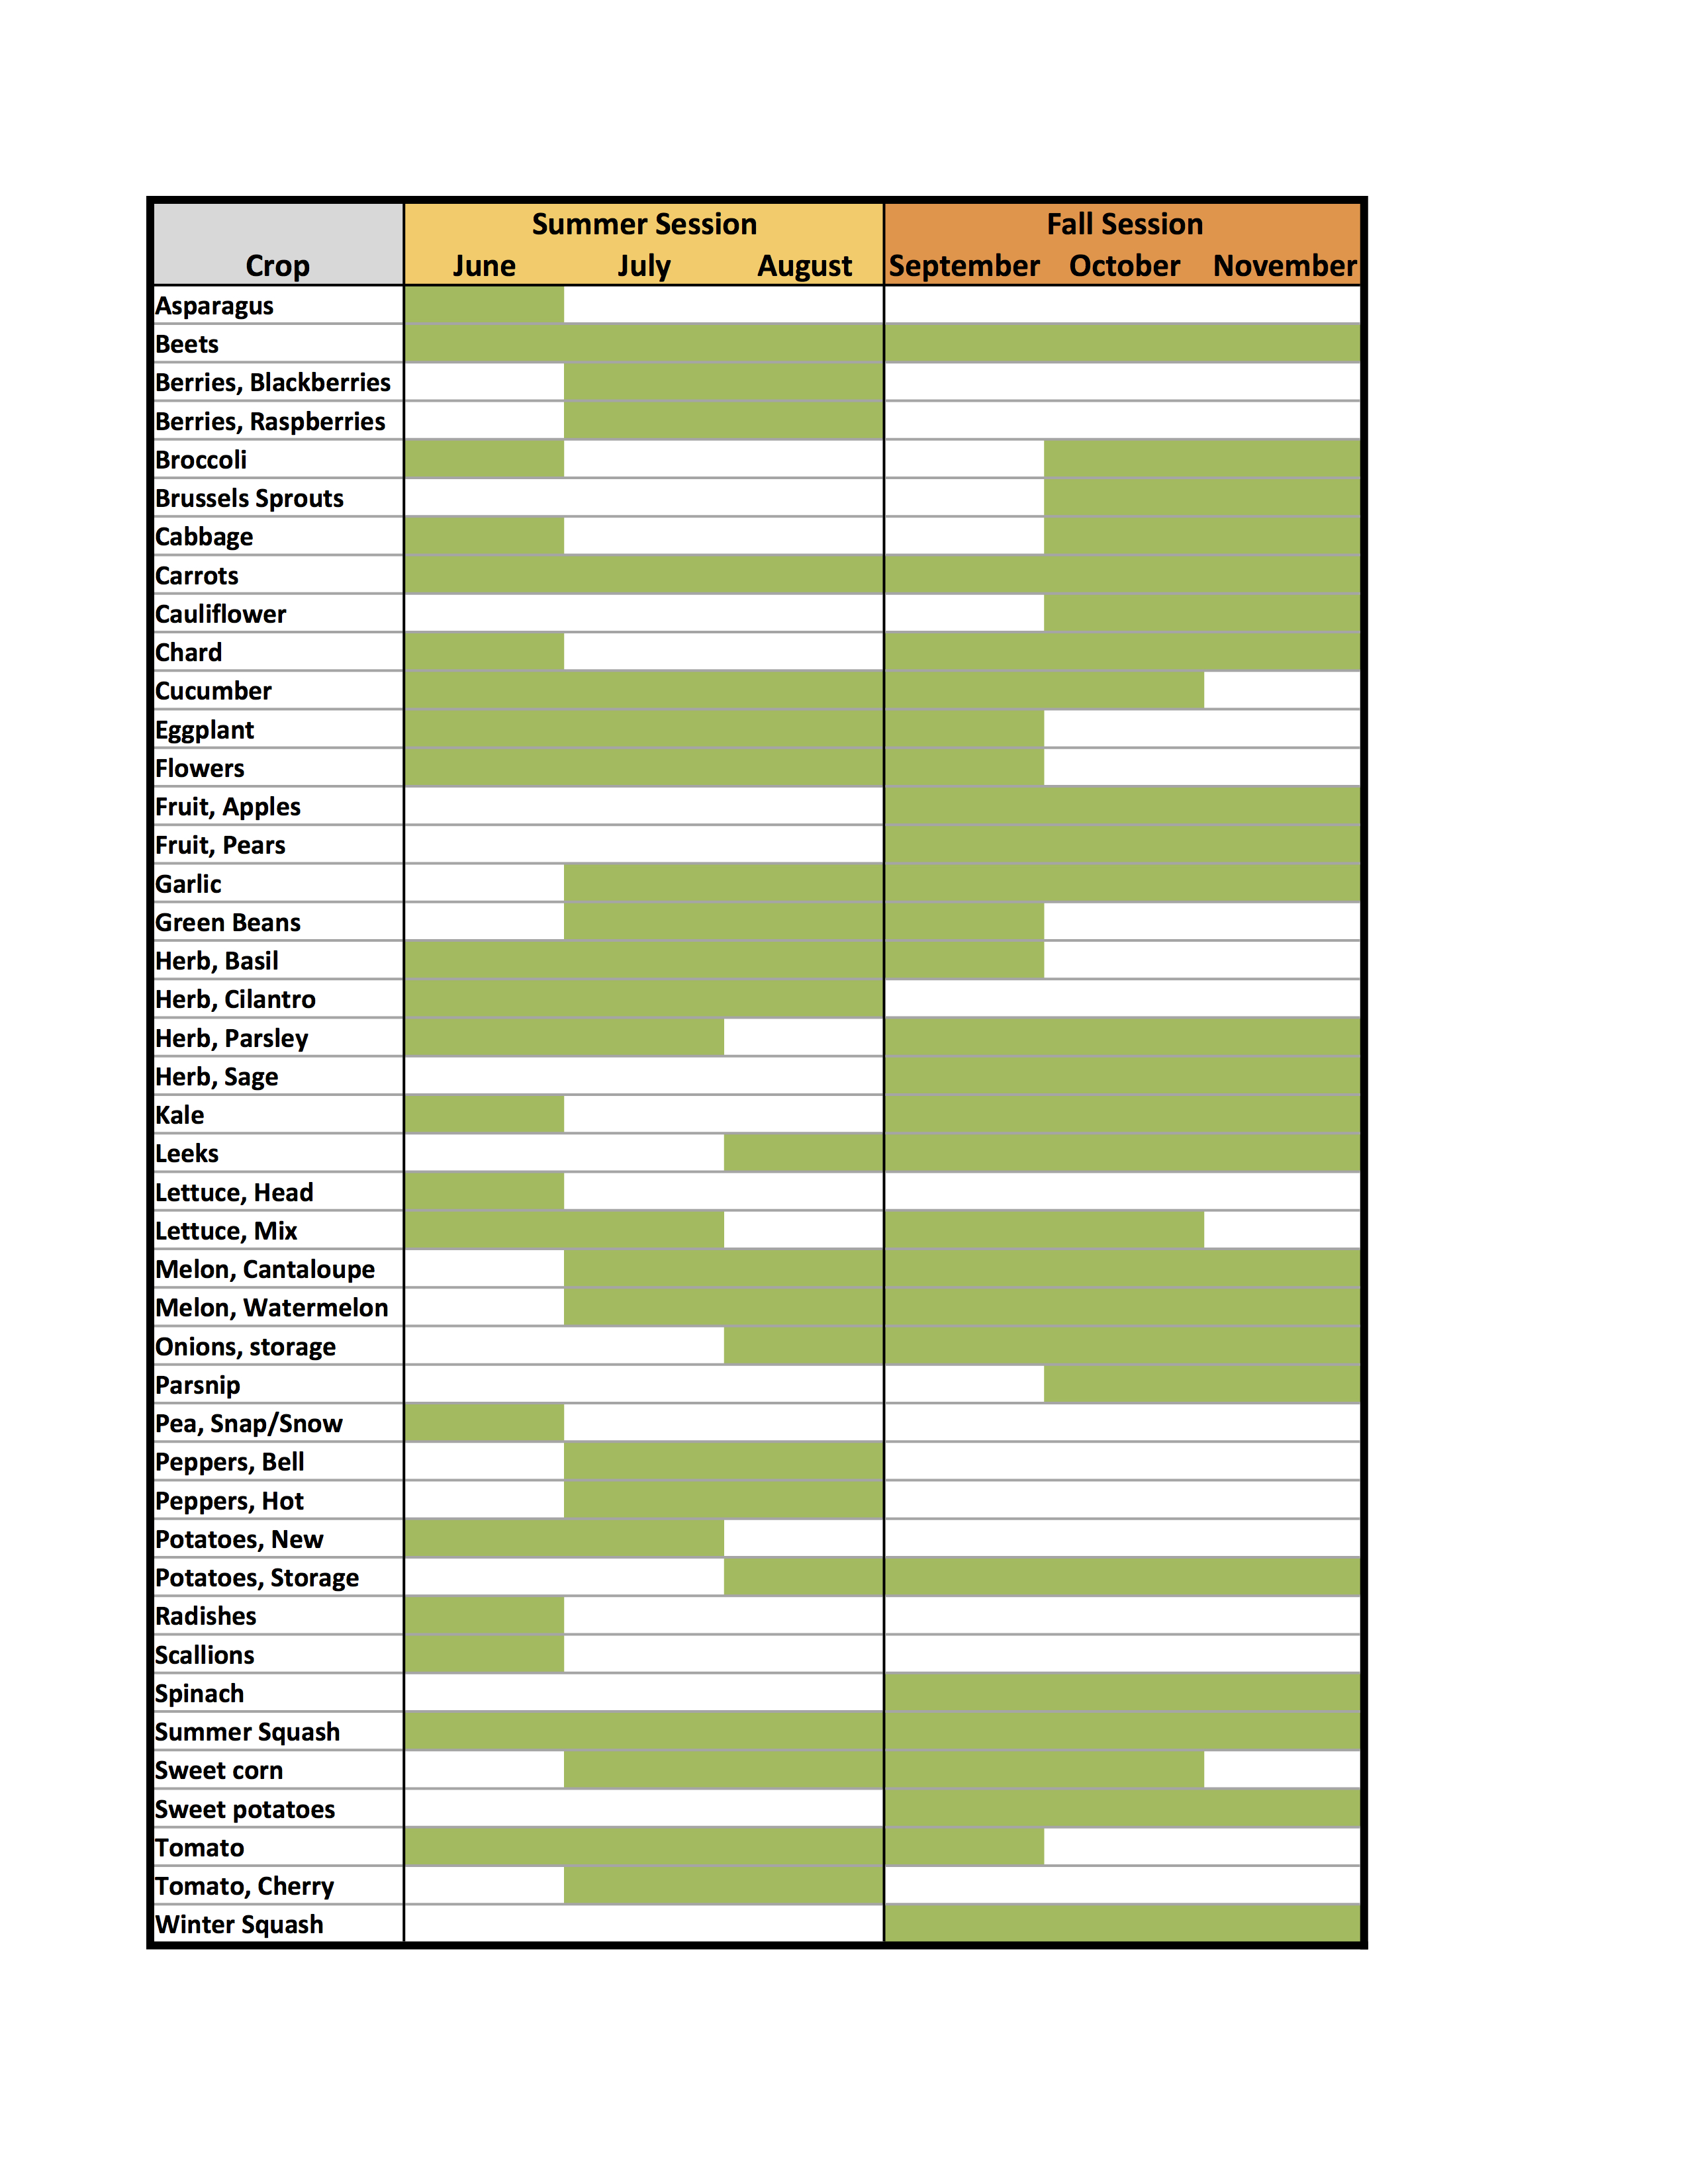 Summer Session Fall Session
Crop June July August September October November
Asparagus
Beets
Berries, Blackberries
Berries, Raspberries
Broccoli
Brussels Sprouts
Cabbage
Carrots
Cauliflower
Chard
Cucumber
Eggplant
Flowers
Fruit, Apples
Fruit, Pears
Garlic
Green Beans
Herb, Basil
Herb, Cilantro
Herb, Parsley
Herb, Sage
Kale
Leeks
Lettuce, Head
Lettuce, Mix
Melon, Cantaloupe
Melon, Watermelon
Onions, storage
Parsnip
Pea, Snap/Snow
Peppers, Bell
Peppers, Hot
Potatoes, New
Potatoes, Storage
Radishes
Scallions
Spinach
Summer Squash
Sweet corn
Sweet potatoes
Tomato
Tomato, Cherry
Winter Squash